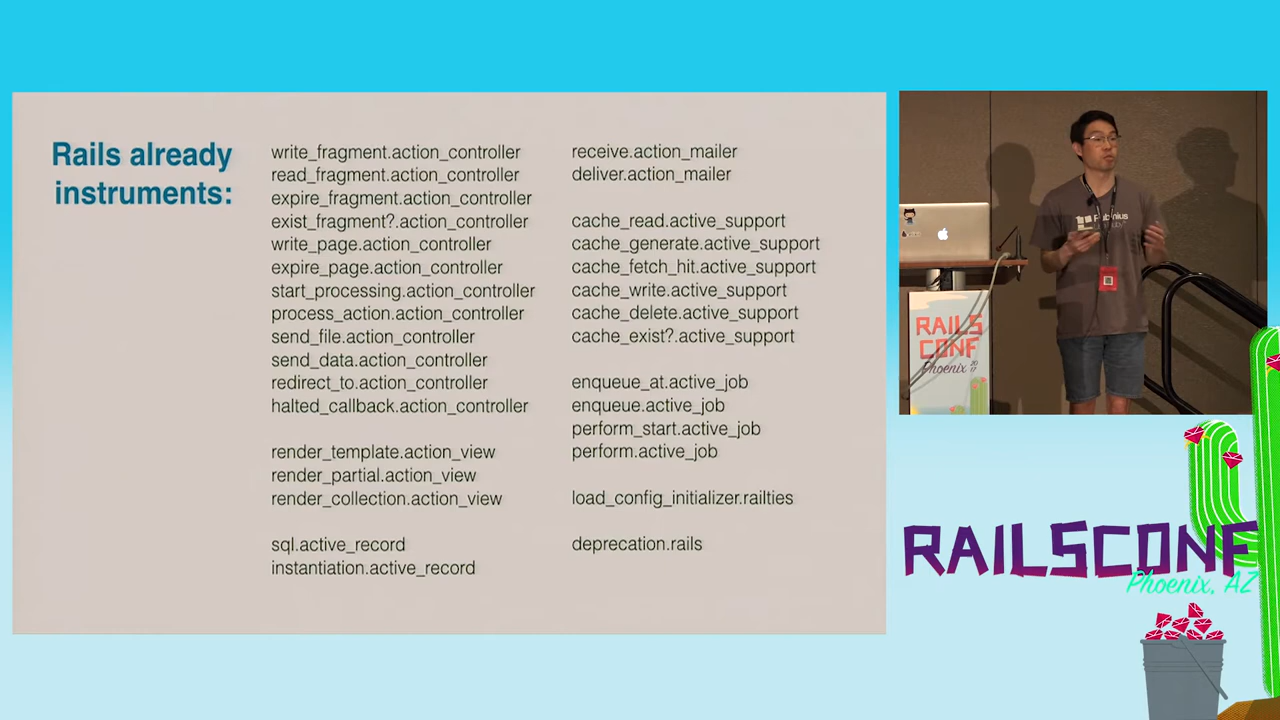 Rails already
instruments:
write_fragment.action_controller
read_fragment.action_controller
expire_fragment.action_controller
exist_fragment?.action_controller
write_page.action_controller
expire_page.action_controller
start_processing.action_controller
process_action.action_controller
send_file.action_controller
send_data.action_controller
redirect_to.action_controller
halted_callback.action_controller
render_template.action_view
render_partial.action_view
render_collection.action_view
sql.active_record
instantiation.active_record
receive.action_mailer
deliver.action_mailer
cache_read.active_support
cache_generate.active_support
cache_fetch_hit.active_support
cache_write.active_support
cache_delete.active_support
cache_exist?.active_support
enqueue_at.active_job
enqueue.active_job
perform_start.active_job
perform.active_job
load_config_initializer.railties
deprecation.rails
RAILS
CONF
Phoenix 2017
RAILSCONF
Phoenix, AZ